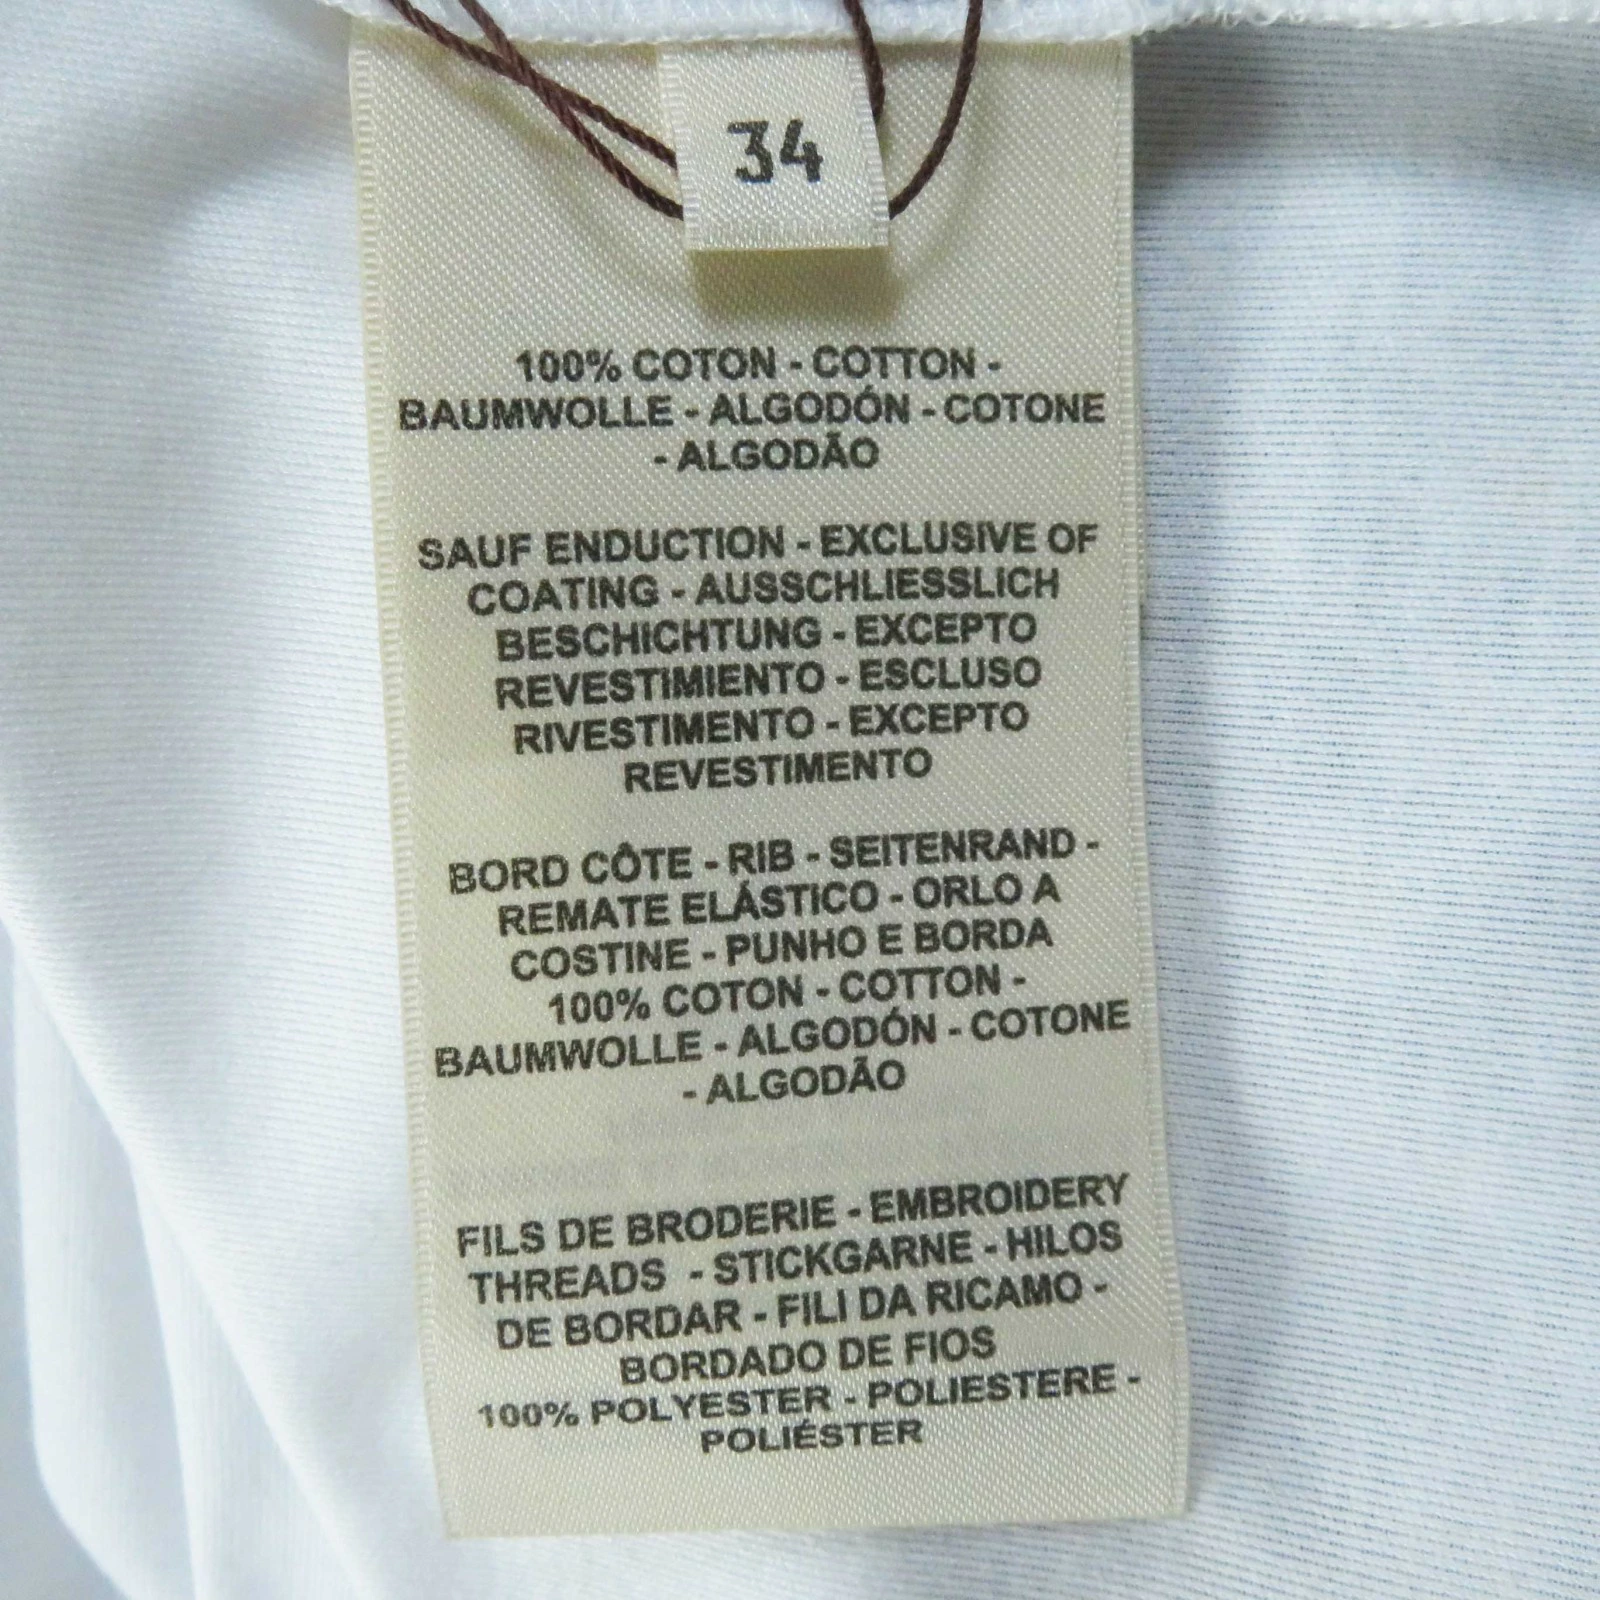 34
100% COTON - COTTON -
BAUMWOLLE - ALGODÓN - COTONE
- ALGODÃO
SAUF ENDUCTION - EXCLUSIVE OF
COATING - AUSSCHLIESSLICH
BESCHICHTUNG - EXCEPTO
REVESTIMIENTO - ESCLUSO
RIVESTIMENTO - EXCEPTO
REVESTIMENTO
BORD CÔTE - RIB - SEITENRAND -
REMATE ELÁSTICO - ORLO A
COSTINE - PUNHO E BORDA
100% COTON - COTTON -
BAUMWOLLE - ALGODÓN - COTONE
- ALGODÃO
FILS DE BRODERIE - EMBROIDERY
THREADS - STICKGARNE - HILOS
DE BORDAR - FILI DA RICAMO -
BORDADO DE FIOS
100% POLYESTER - POLIESTERE -
POLIÉSTER